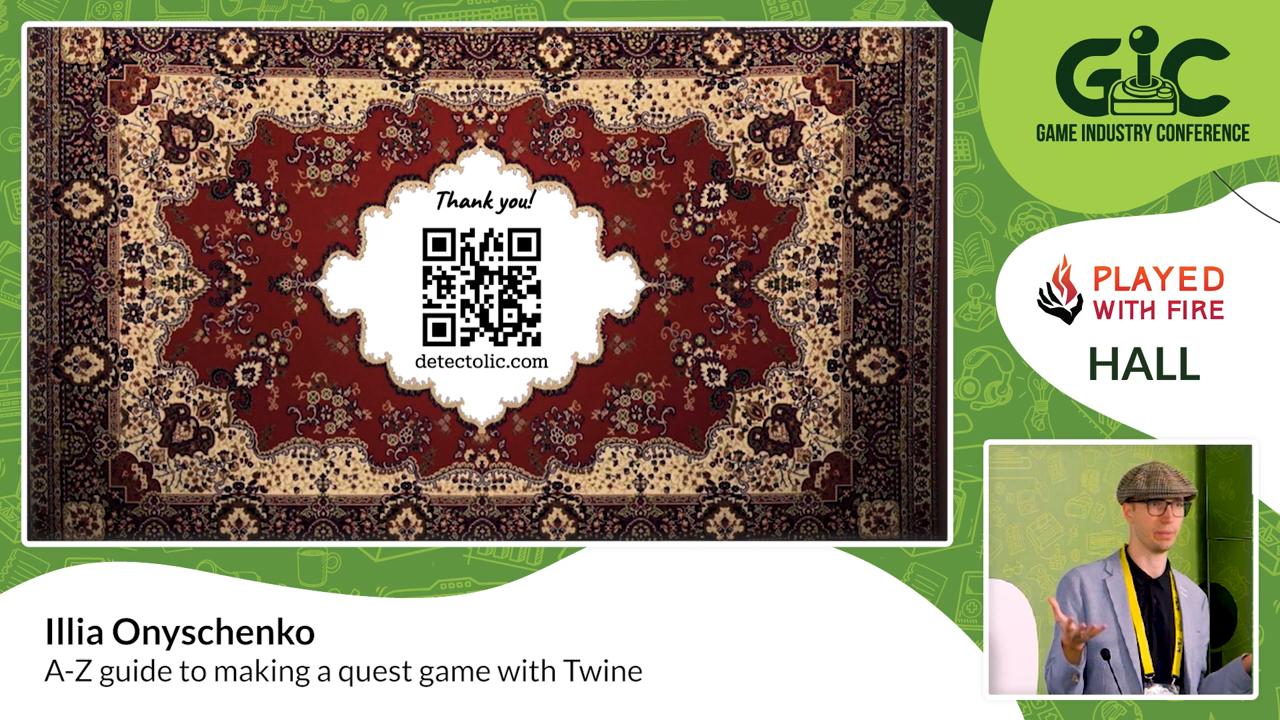 Thank you!
detectolic.com
GiC
GAME INDUSTRY CONFERENCE
PLAYED
WITH FIRE
HALL
Illia Onyschenko
A-Z guide to making a quest game with Twine